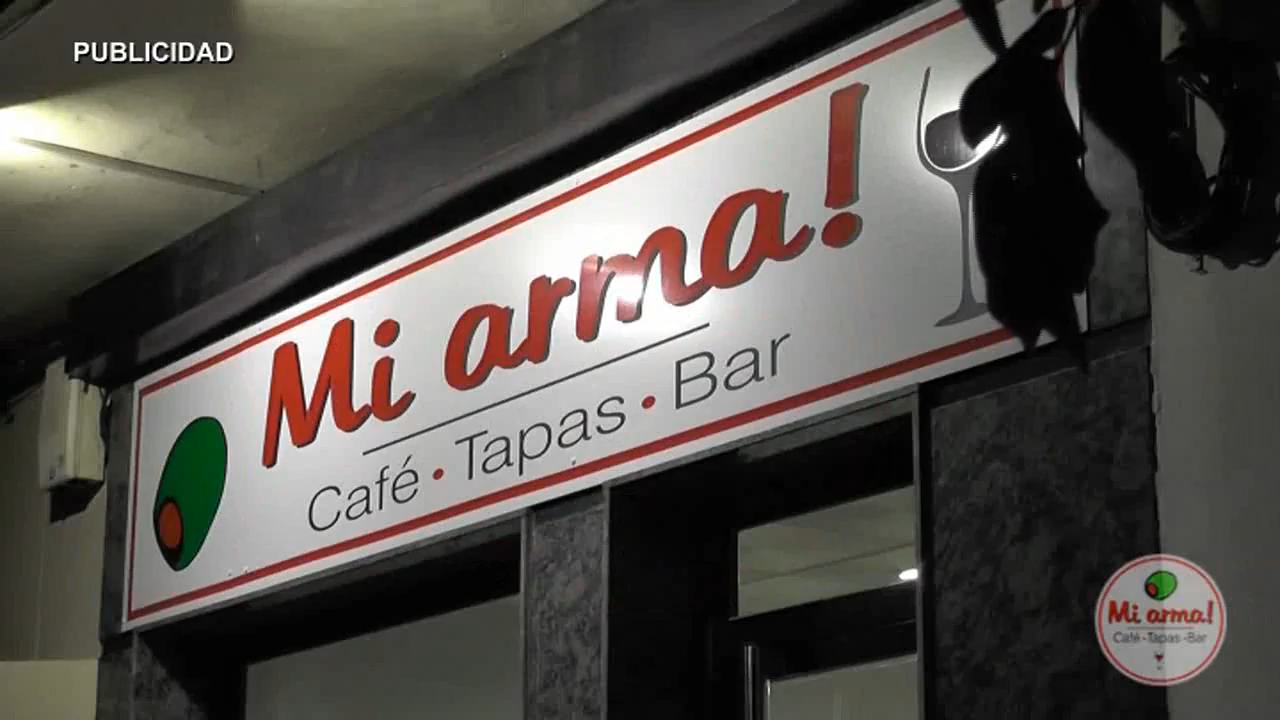 PUBLICIDAD
Mi arma!
Café • Tapas • Bar
Mi arma!
Café • Tapas • Bar